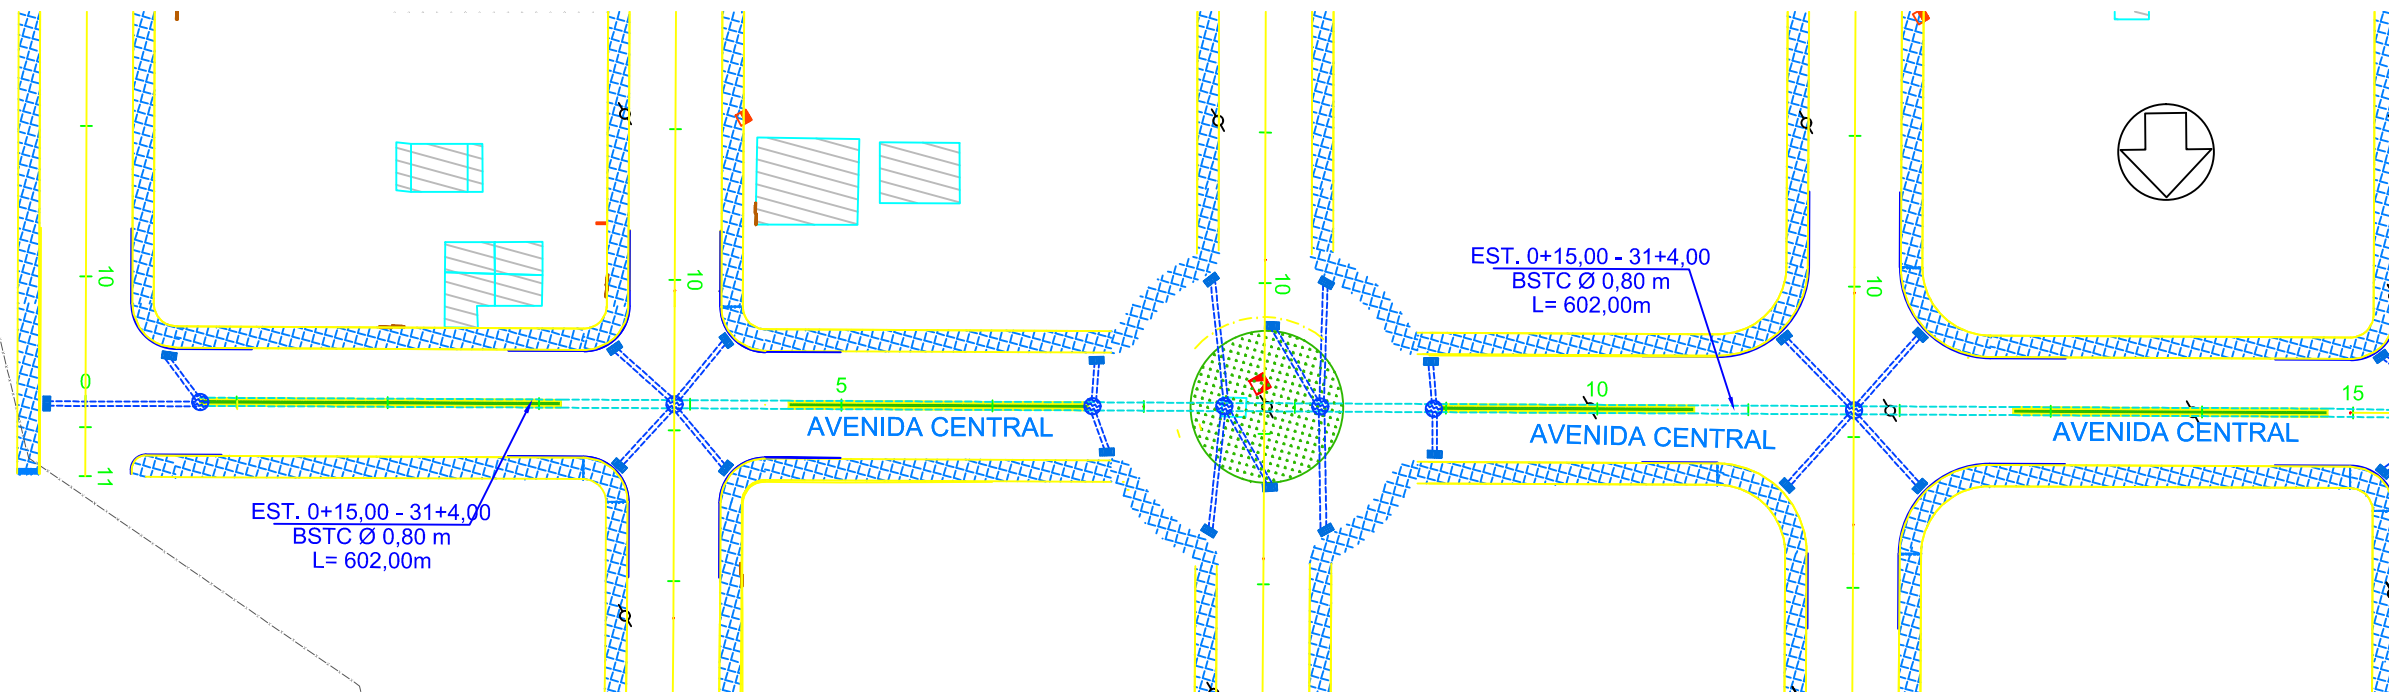 EST. 0+15,00 - 31+4,00
BSTC Ø 0,80 m
L= 602,00m
10
10
10
10
0
5
10
15
AVENIDA CENTRAL
AVENIDA CENTRAL
AVENIDA CENTRAL
11
EST. 0+15,00 - 31+4,00
BSTC Ø 0,80 m
L= 602,00m